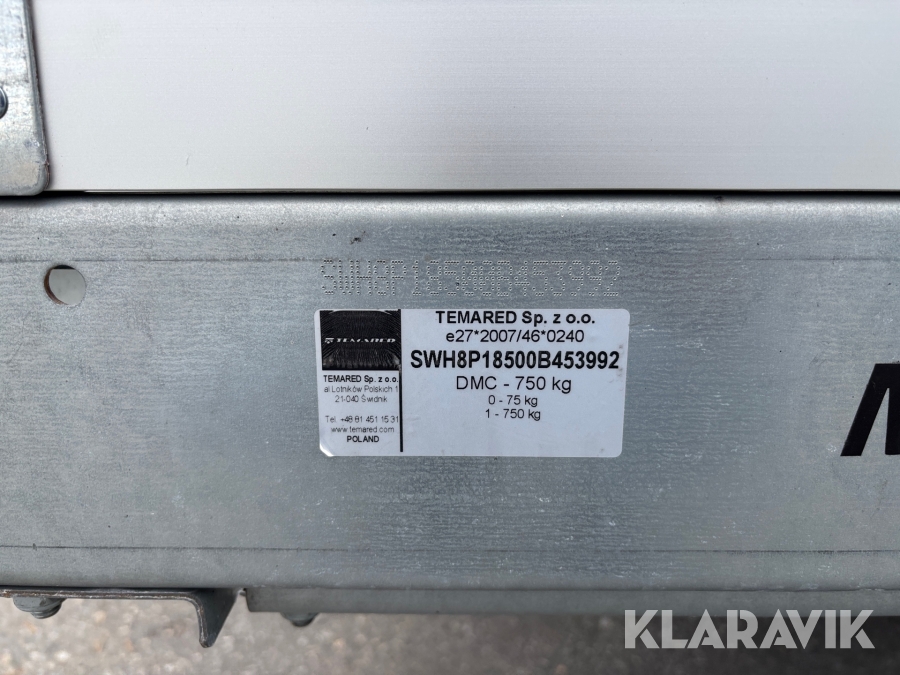 SWH8P18500B453992
TEMARED
TEMARED Sp. z o.o.
al.Lotników Polskich 1
21-040 Świdnik
Tel. +48 81 451 15 31
www.temared.com
POLAND
TEMARED Sp. z o.o.
e27*2007/46*0240
SWH8P18500B453992
DMC - 750 kg
0 - 75 kg
1 - 750 kg
KLARAVIK